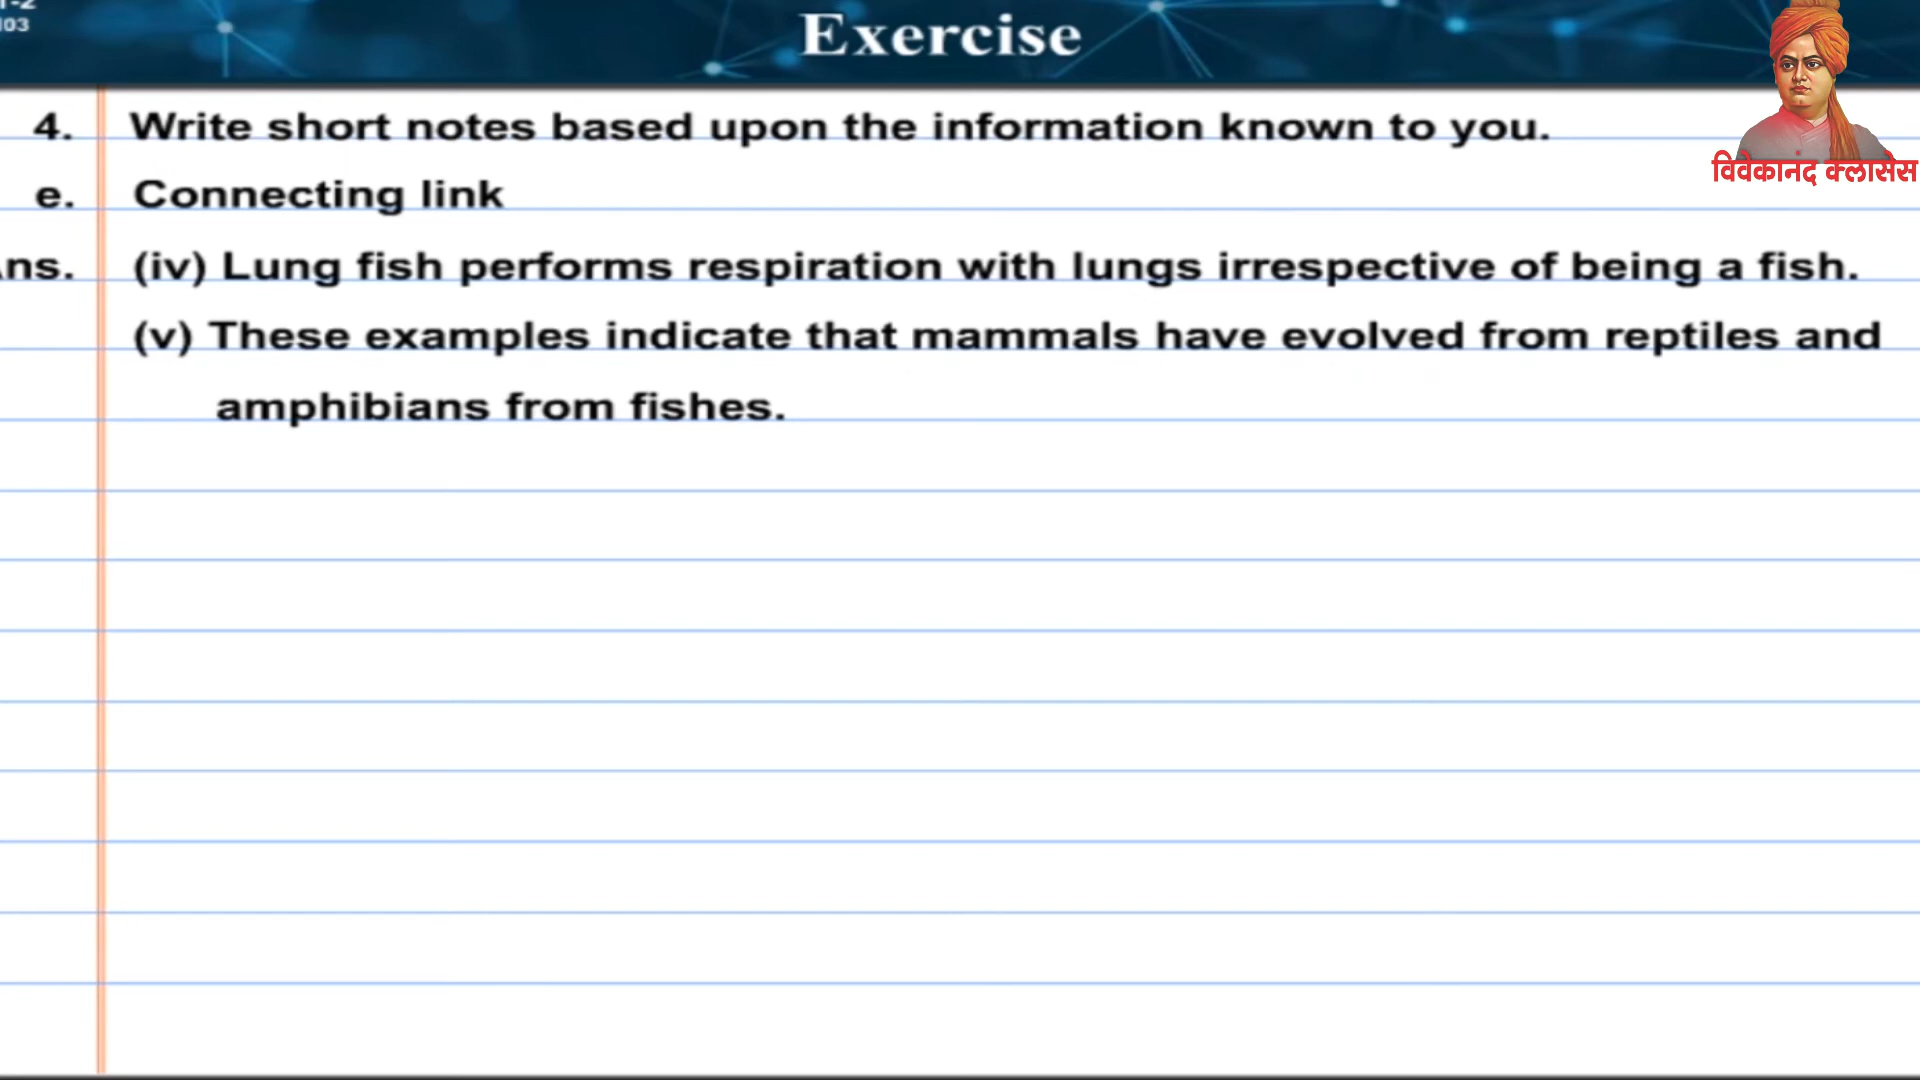 Exercise
4. Write short notes based upon the information known to you.
विवेकानंद क्लासेस
e. Connecting link
ns. (iv) Lung fish performs respiration with lungs irrespective of being a fish.
(v) These examples indicate that mammals have evolved from reptiles and
amphibians from fishes.